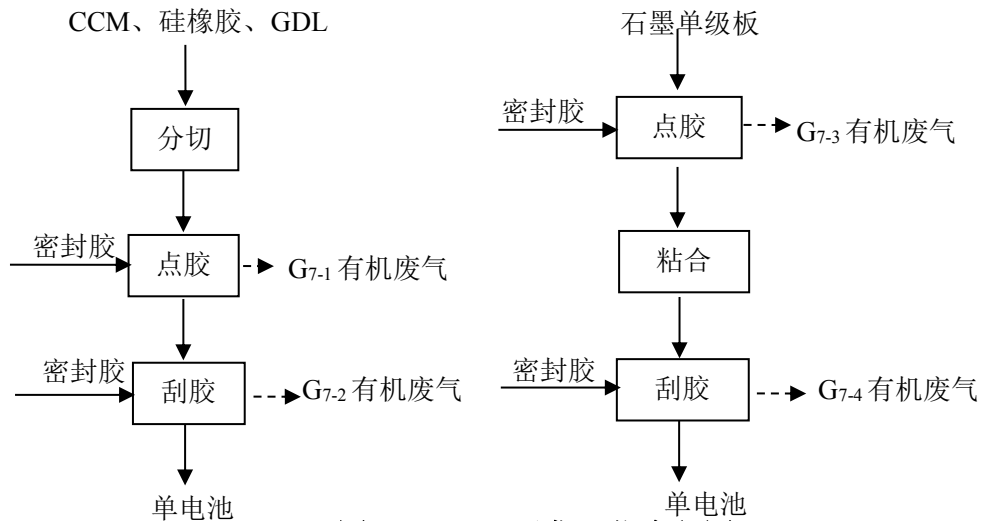 CCM、硅橡胶、GDL
分切
密封胶
点胶
G7-1 有机废气
密封胶
刮胶
G7-2 有机废气
单电池
石墨单级板
密封胶
点胶
G7-3 有机废气
粘合
密封胶
刮胶
G7-4 有机废气
单电池